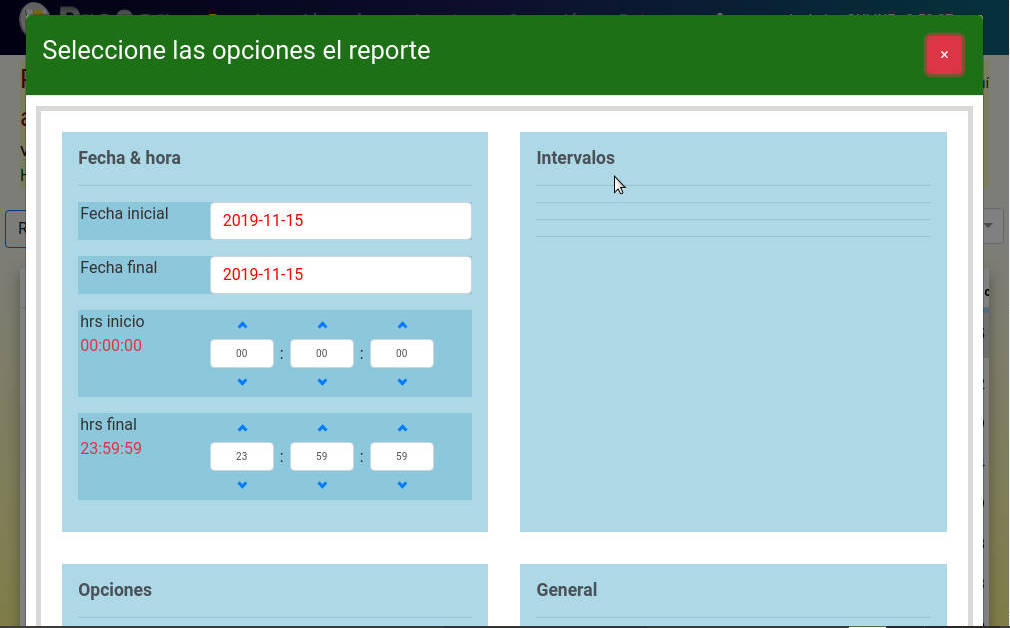 Seleccione las opciones el reporte
×
Fecha & hora
Fecha inicial
2019-11-15
Fecha final
2019-11-15
hrs inicio
00:00:00
00 : 00 : 00
hrs final
23:59:59
23 : 59 : 59
Intervalos
Opciones
General